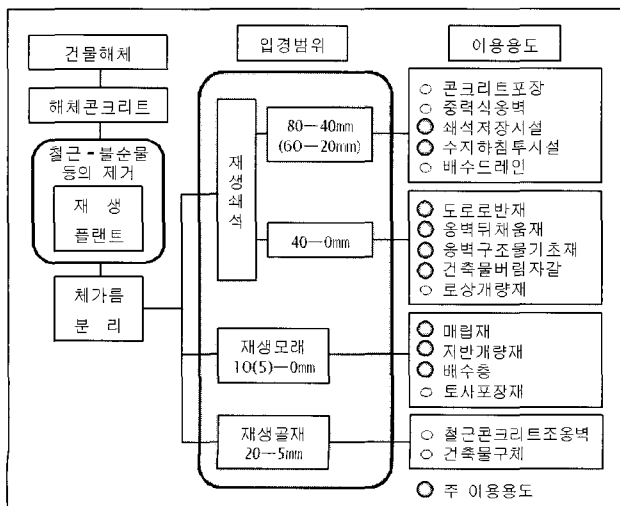 건물해체
해체콘크리트
철근-불순물
등의 제거
재 생
플랜트
체가름
분 리
입경범위
재
생
쇄
석
80-40mm
(60-20mm)
40-0mm
재생모래
10(5)-0mm
재생골재
20-5mm
이용용도
○ 콘크리트포장
○ 중력식옹벽
○ 쇄석저장시설
○ 수지하침투시설
○ 배수드레인
○ 도로로반재
○ 옹벽뒤채움재
○ 옹벽구조물기초재
○ 건축물버림자갈
○ 로상개량재
○ 매립재
○ 지반개량재
○ 배수층
○ 토사포장재
○ 철근콘크리트조옹벽
○ 건축물구체
○ 주 이용용도